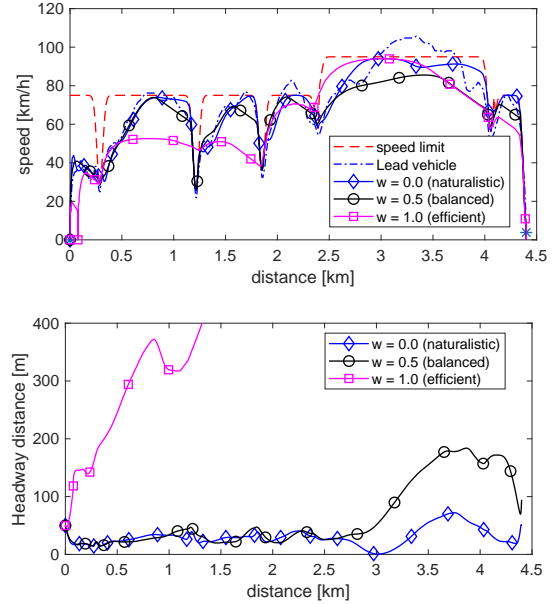 120
100
80
60
40
20
0
speed [km/h]
speed limit
Lead vehicle
w = 0.0 (naturalistic)
w = 0.5 (balanced)
w = 1.0 (efficient)
0 0.5 1 1.5 2 2.5 3 3.5 4 4.5 5
distance [km]
400
300
200
100
0
Headway distance [m]
w = 0.0 (naturalistic)
w = 0.5 (balanced)
w = 1.0 (efficient)
0 0.5 1 1.5 2 2.5 3 3.5 4 4.5 5
distance [km]